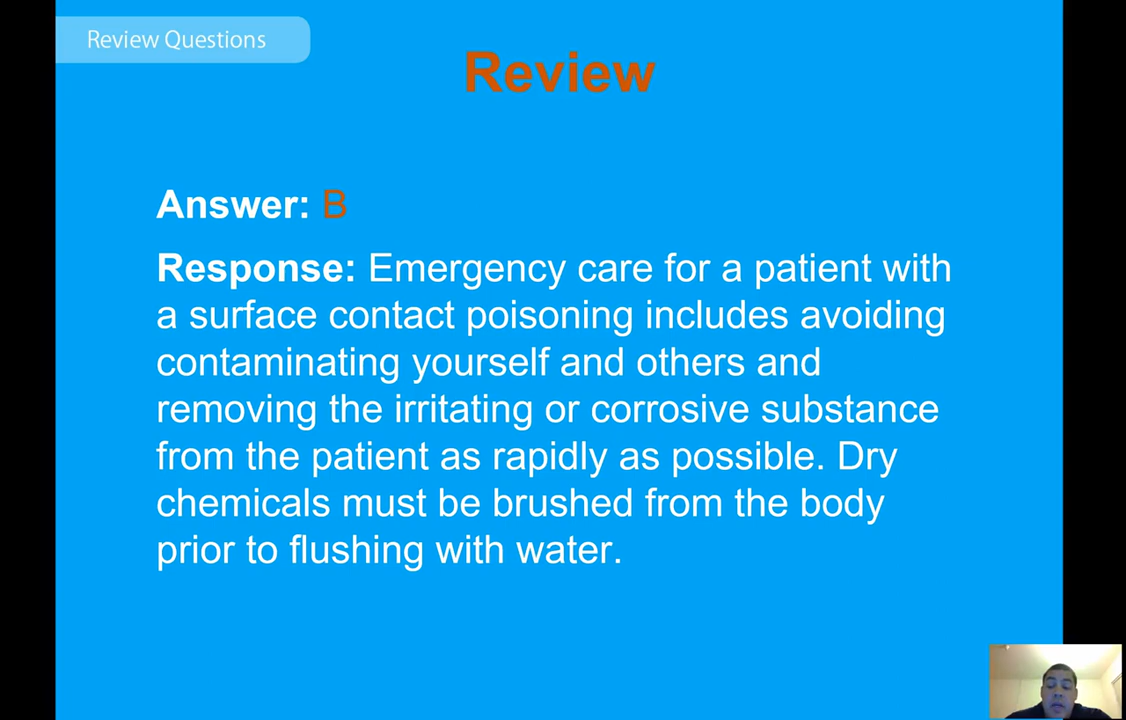 Review Questions
Review
Answer: B
Response: Emergency care for a patient with
a surface contact poisoning includes avoiding
contaminating yourself and others and
removing the irritating or corrosive substance
from the patient as rapidly as possible. Dry
chemicals must be brushed from the body
prior to flushing with water.